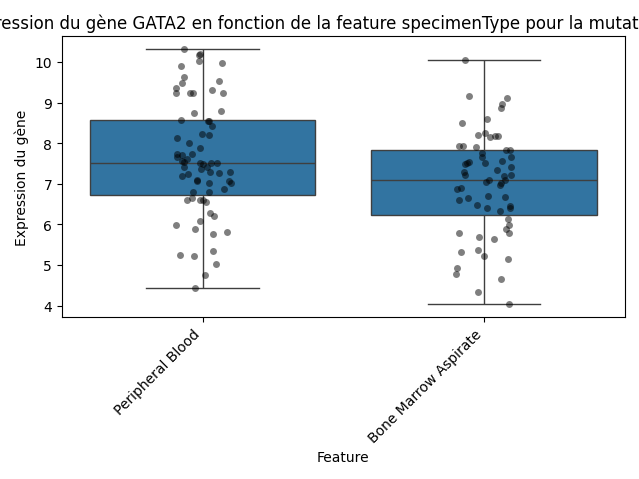 ression du gène GATA2 en fonction de la feature specimenType pour la mutat
Expression du gène
10
9
8
7
6
5
4
Peripheral Blood
Bone Marrow Aspirate
Feature